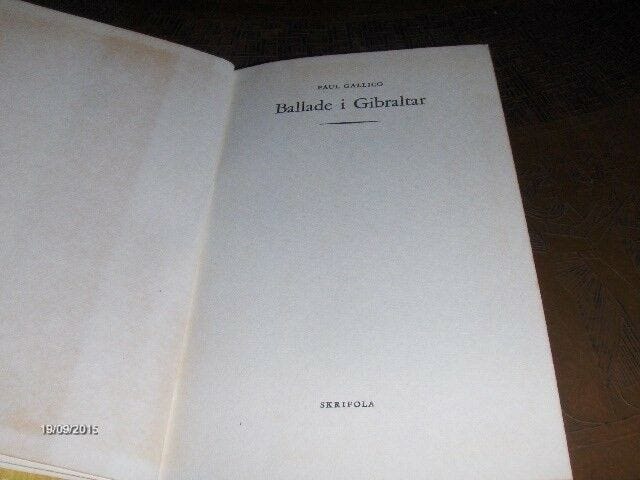 PAUL GALLICO
Ballade i Gibraltar
SKRIFOLA
19/09/2015